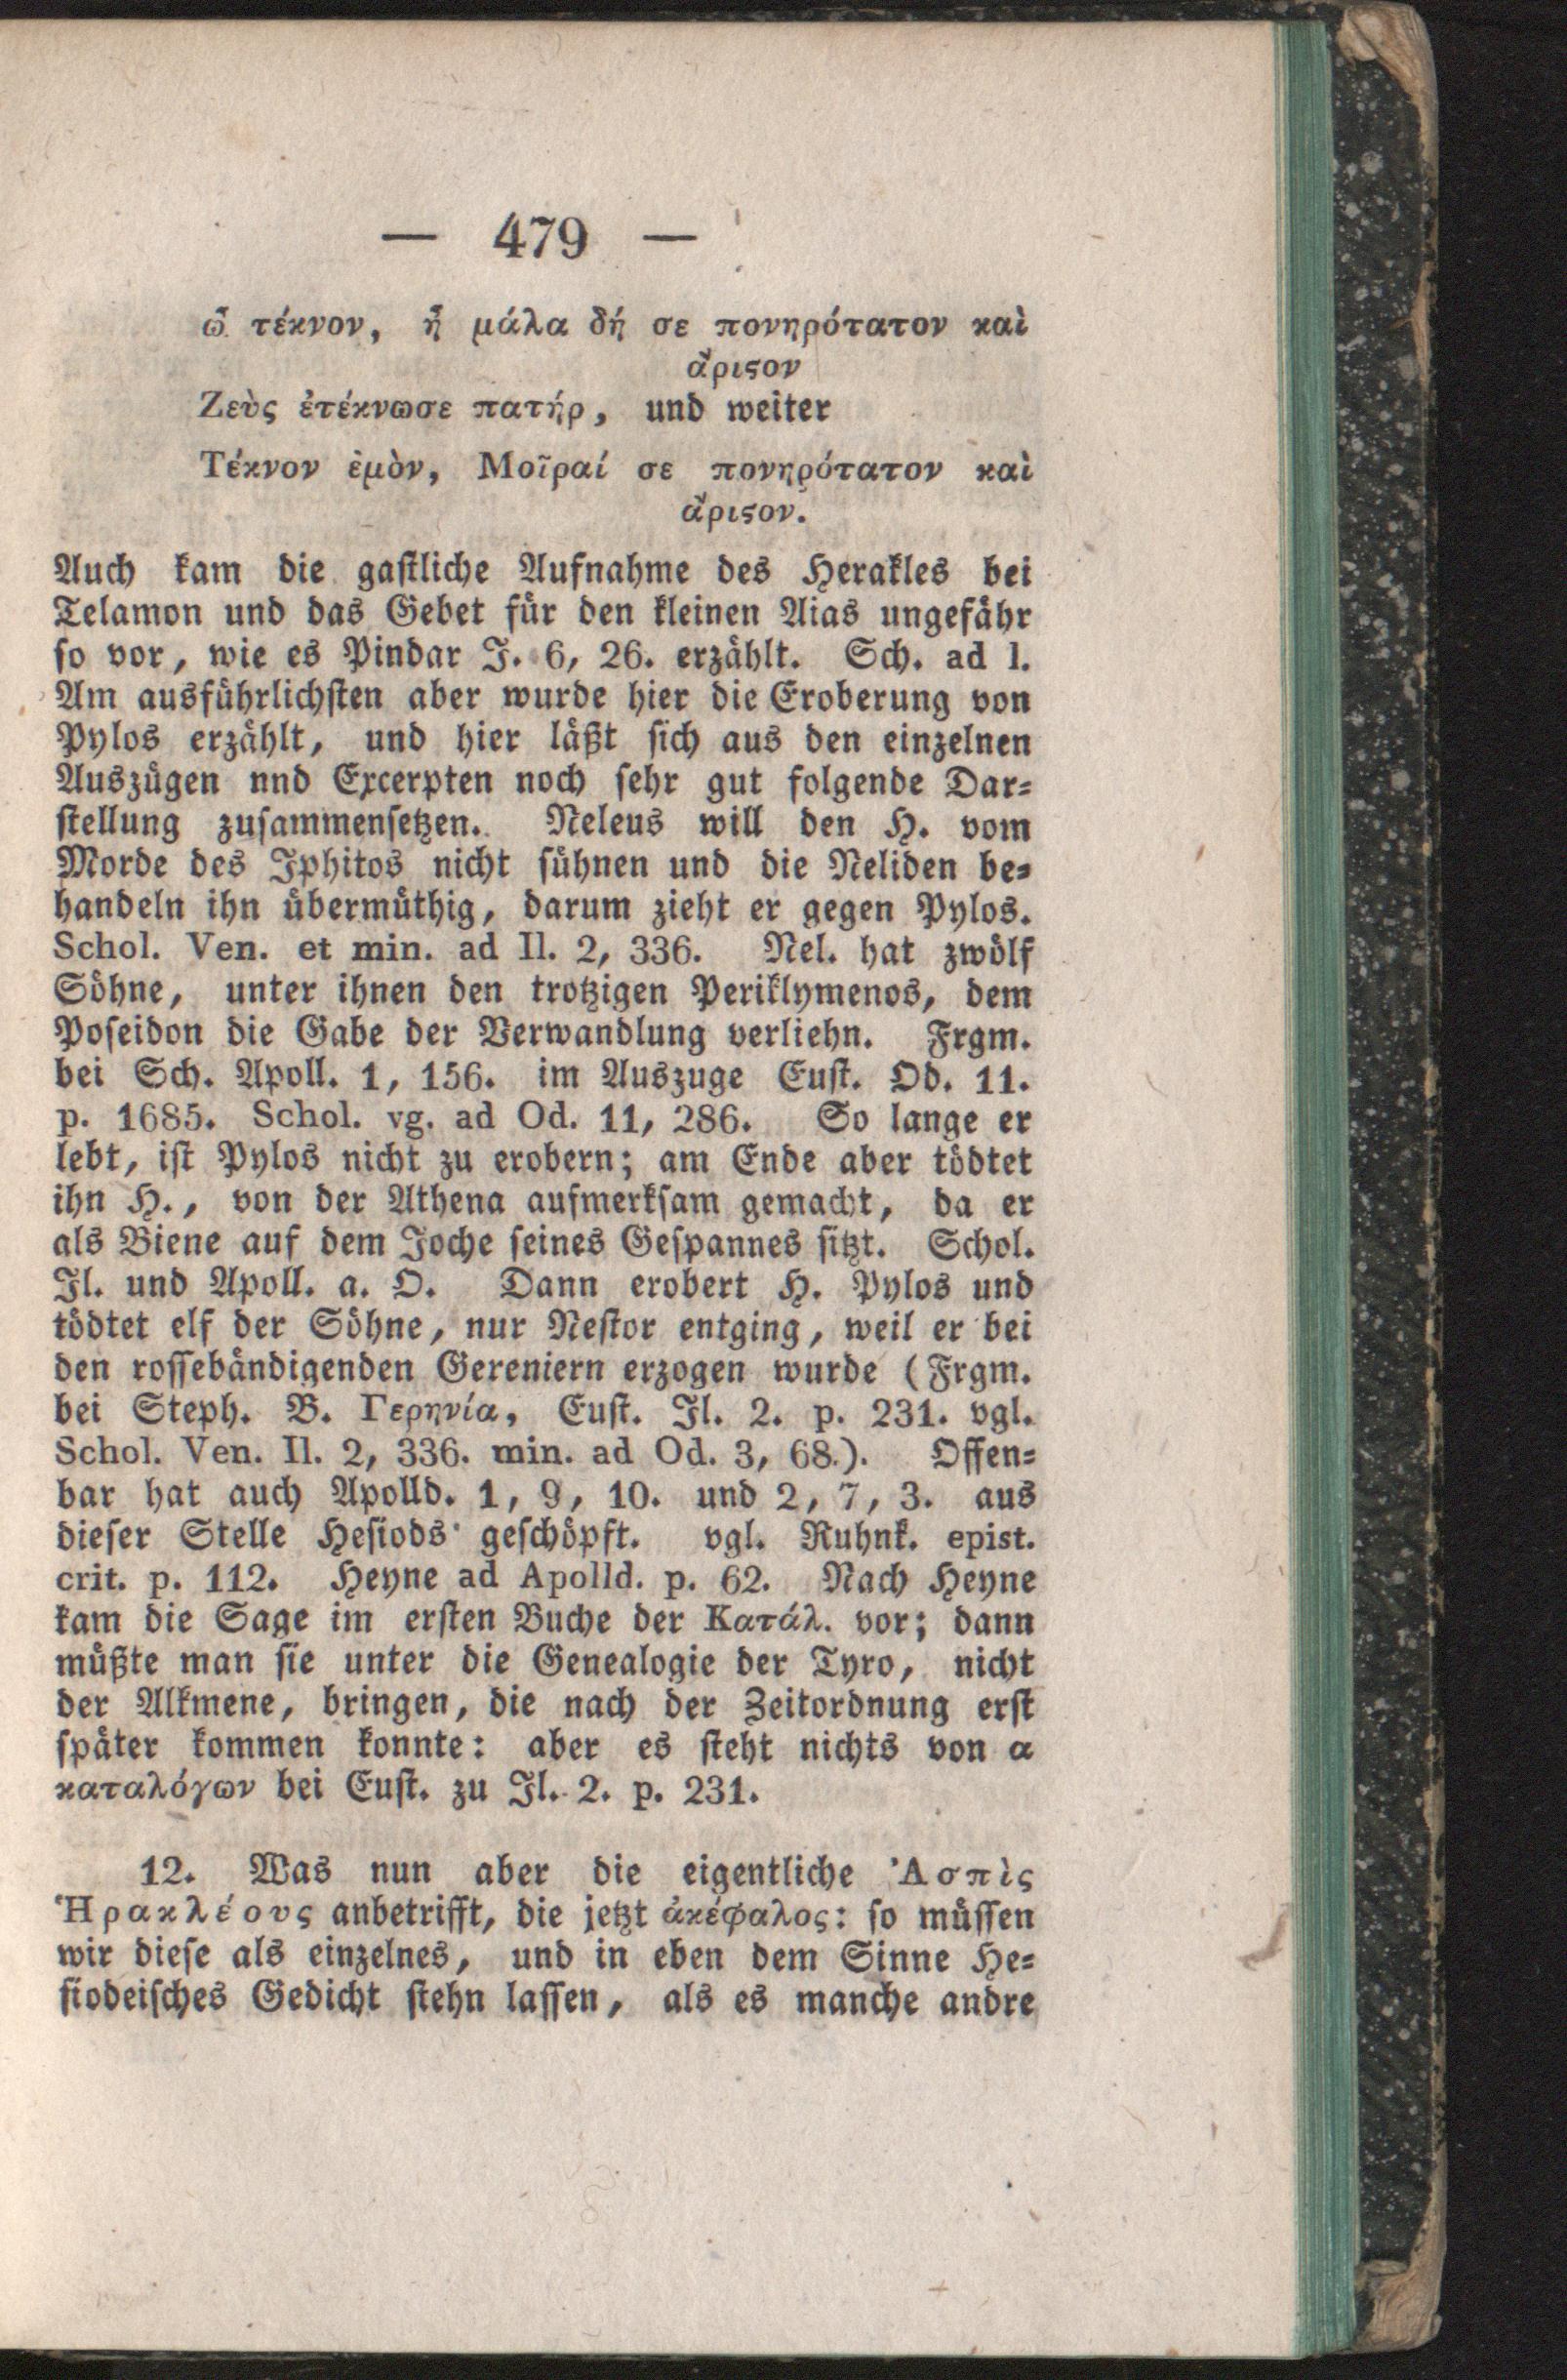 — 479 —
ὦ τέκνον, ἦ μάλα δή σε πονηρότατον καὶ
ἄριϛον
Ζεὺς ἐτέκνωσε πατήρ, und weiter
Τέκνον ἐμὸν, Μοῖραί σε πονηρότατον καὶ
ἄριϛον.
Auch kam die gastliche Aufnahme des Herakles bei
Telamon und das Gebet für den kleinen Aias ungefähr
so vor, wie es Pindar J. 6, 26. erzählt. Sch. ad l.
Am ausführlichsten aber wurde hier die Eroberung von
Pylos erzählt, und hier läßt sich aus den einzelnen
Auszügen nnd Excerpten noch sehr gut folgende Dar-
stellung zusammensetzen. Neleus will den H. vom
Morde des Iphitos nicht sühnen und die Neliden be-
handeln ihn übermüthig, darum zieht er gegen Pylos.
Schol. Ven. et min. ad Il. 2, 336. Nel. hat zwölf
Söhne, unter ihnen den trotzigen Periklymenos, dem
Poseidon die Gabe der Verwandlung verliehn. Frgm.
bei Sch. Apoll. 1, 156. im Auszuge Eust. Od. 11.
p. 1685. Schol. vg. ad Od. 11, 286. So lange er
lebt, ist Pylos nicht zu erobern; am Ende aber tödtet
ihn H., von der Athena aufmerksam gemacht, da er
als Biene auf dem Joche seines Gespannes sitzt. Schol.
Il. und Apoll. a. O. Dann erobert H. Pylos und
tödtet elf der Söhne, nur Nestor entging, weil er bei
den rossebändigenden Gereniern erzogen wurde (Frgm.
bei Steph. B. Γερηνία, Eust. Il. 2. p. 231. vgl.
Schol. Ven. Il. 2, 336. min. ad Od. 3, 68.). Offen-
bar hat auch Apolld. 1, 9, 10. und 2, 7, 3. aus
dieser Stelle Hesiods geschöpft. vgl. Ruhnk. epist.
crit. p. 112. Heyne ad Apolld. p. 62. Nach Heyne
kam die Sage im ersten Buche der Κατάλ. vor; dann
müßte man sie unter die Genealogie der Tyro, nicht
der Alkmene, bringen, die nach der Zeitordnung erst
später kommen konnte: aber es steht nichts von α
καταλόγων bei Eust. zu Il. 2. p. 231.
12. Was nun aber die eigentliche Ἀσπὶς
Ἡρακλέους anbetrifft, die jetzt ἀκέφαλος: so müssen
wir diese als einzelnes, und in eben dem Sinne He-
siodeisches Gedicht stehn lassen, als es manche andre